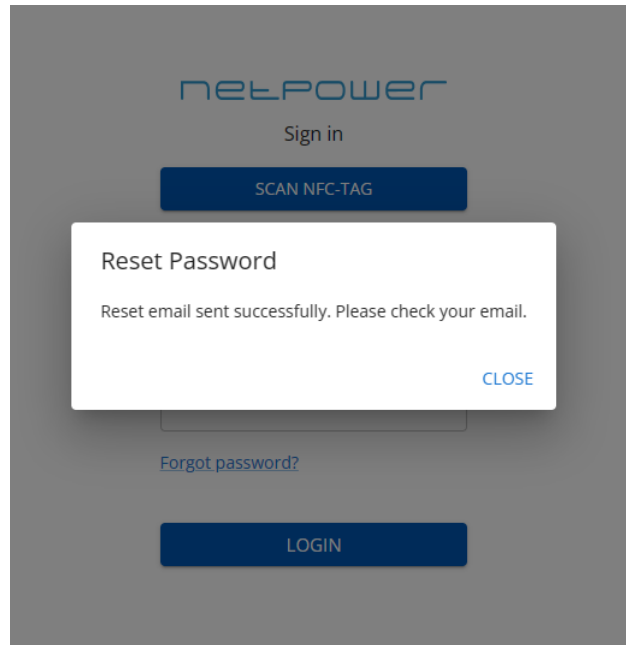 netpower
Sign in
SCAN NFC-TAG
Reset Password
Reset email sent successfully. Please check your email.
CLOSE
Forgot password?
LOGIN